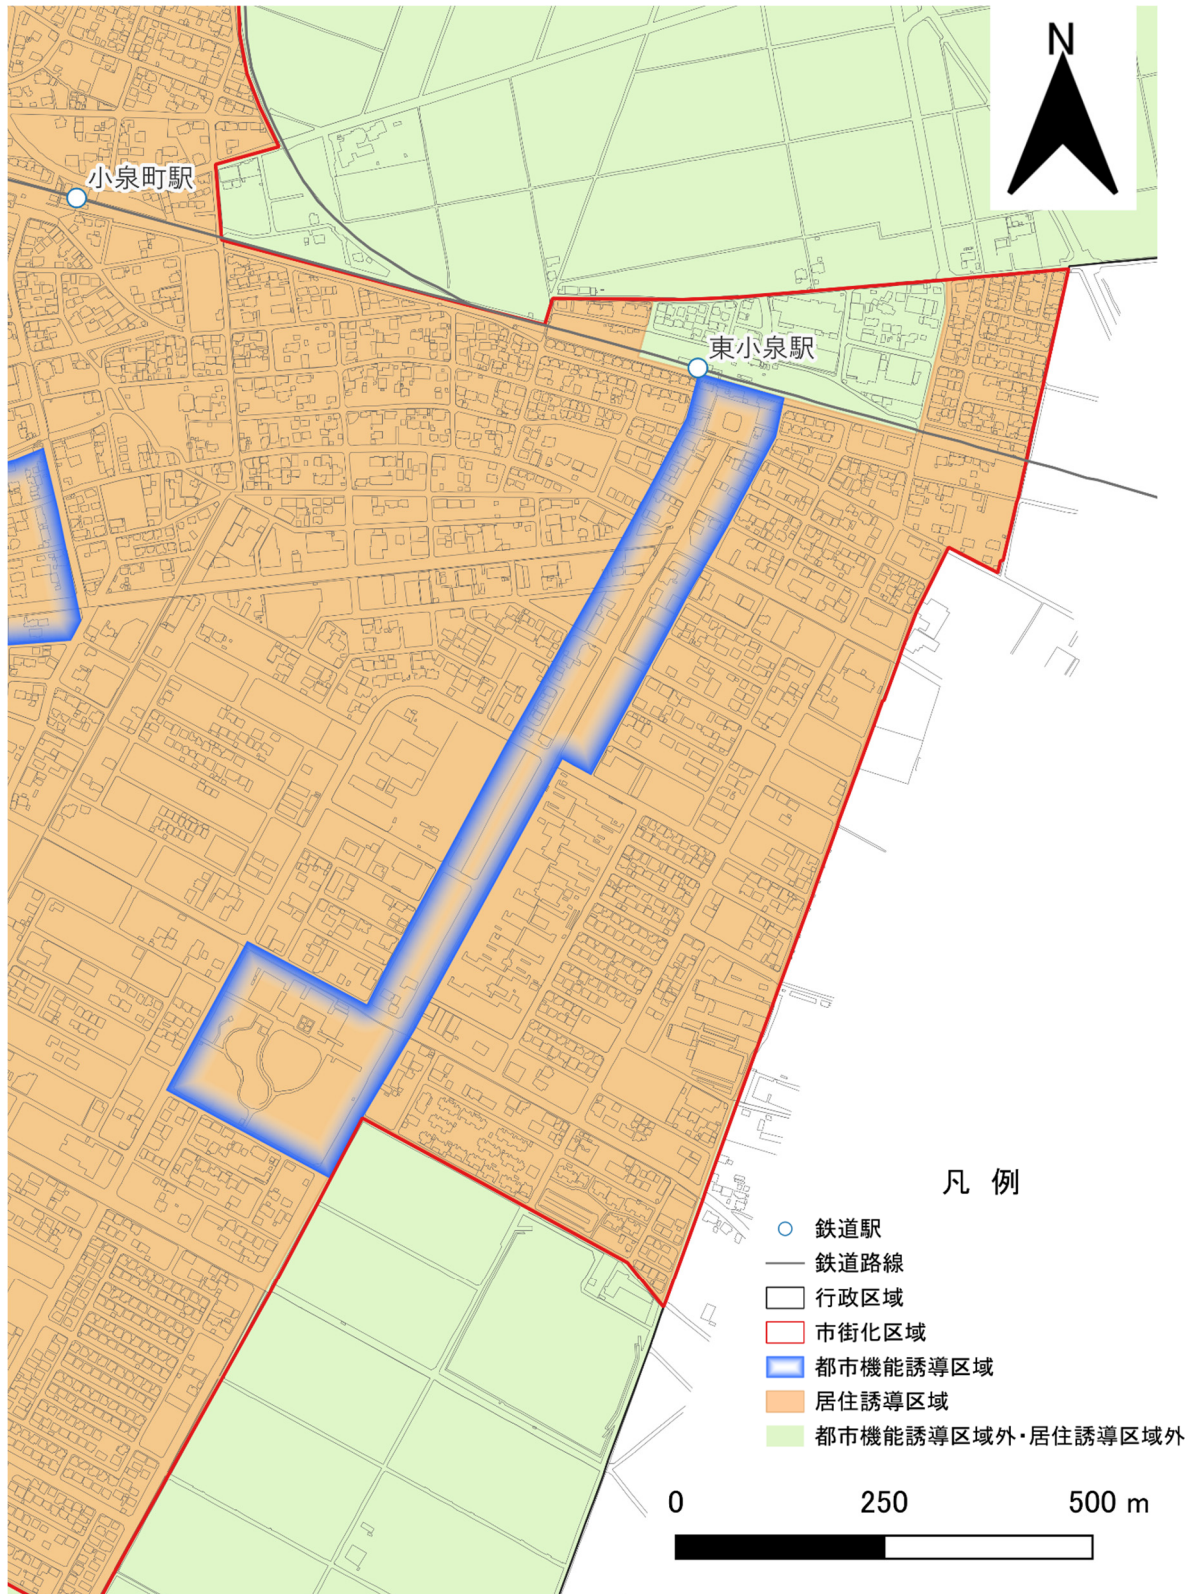 N
小泉町駅
東小泉駅
凡 例
鉄道駅
鉄道路線
行政区域
市街化区域
都市機能誘導区域
居住誘導区域
都市機能誘導区域外・居住誘導区域外
0 250 500 m